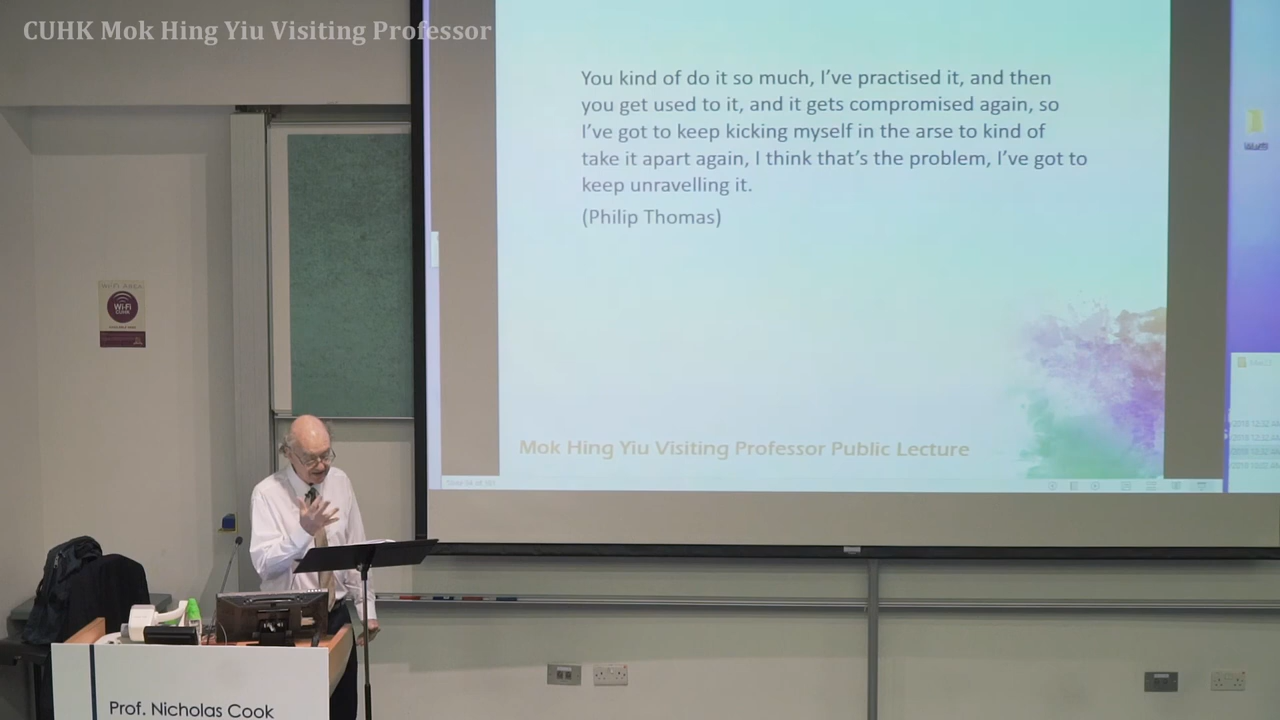 CUHK Mok Hing Yiu Visiting Professor
You kind of do it so much, I've practised it, and then
you get used to it, and it gets compromised again, so
I've got to keep kicking myself in the arse to kind of
take it apart again, I think that's the problem, I've got to
keep unravelling it.
(Philip Thomas)
Wi-Fi
Mok Hing Yiu Visiting Professor Public Lecture
Prof. Nicholas Cook